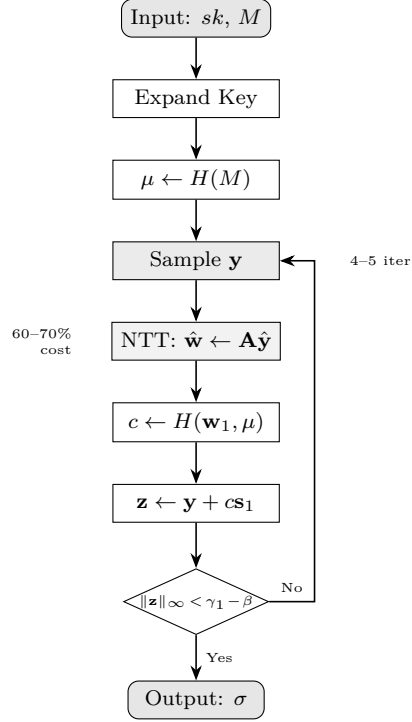 Input: sk, M
Expand Key
μ ← H(M)
Sample y
4–5 iter
60–70%
cost
NTT: ŵ ← Aŷ
c ← H(w₁, μ)
z ← y + cs₁
‖z‖∞ < γ₁ − β
No
Yes
Output: σ